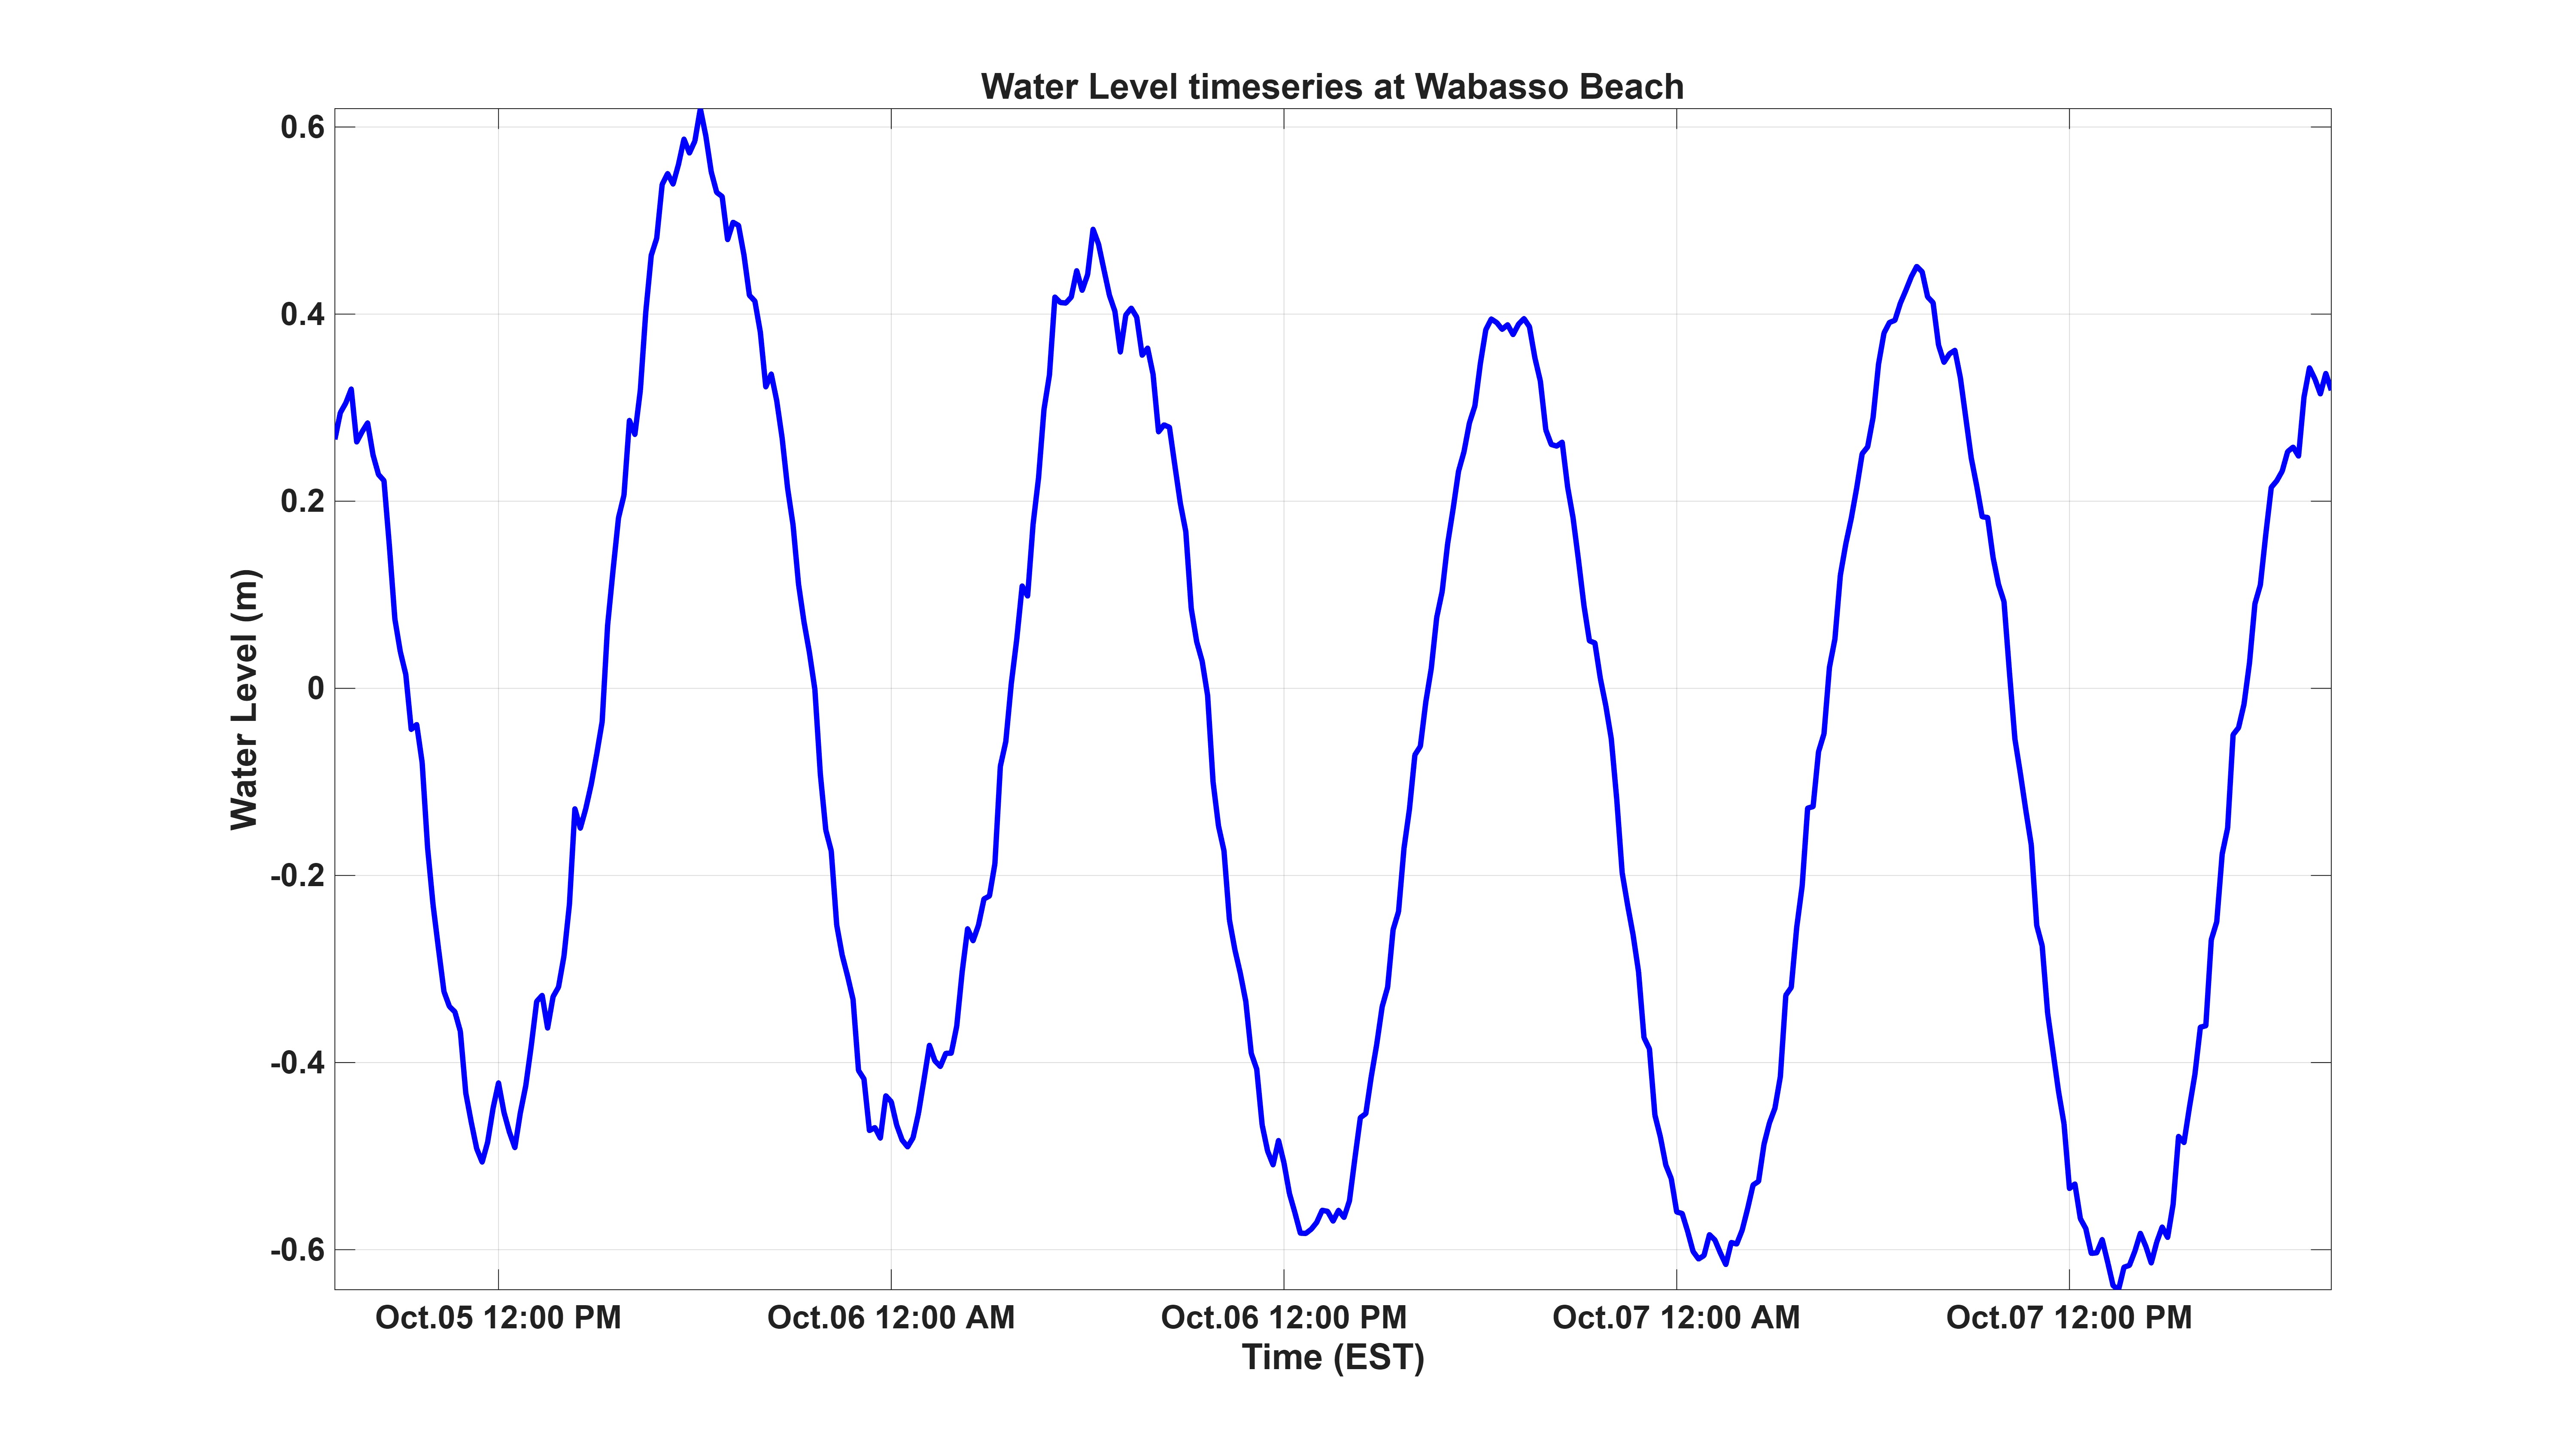 Water Level timeseries at Wabasso Beach
0.6
0.4
0.2
0
-0.2
-0.4
-0.6
Water Level (m)
Oct.05 12:00 PM
Oct.06 12:00 AM
Oct.06 12:00 PM
Oct.07 12:00 AM
Oct.07 12:00 PM
Time (EST)